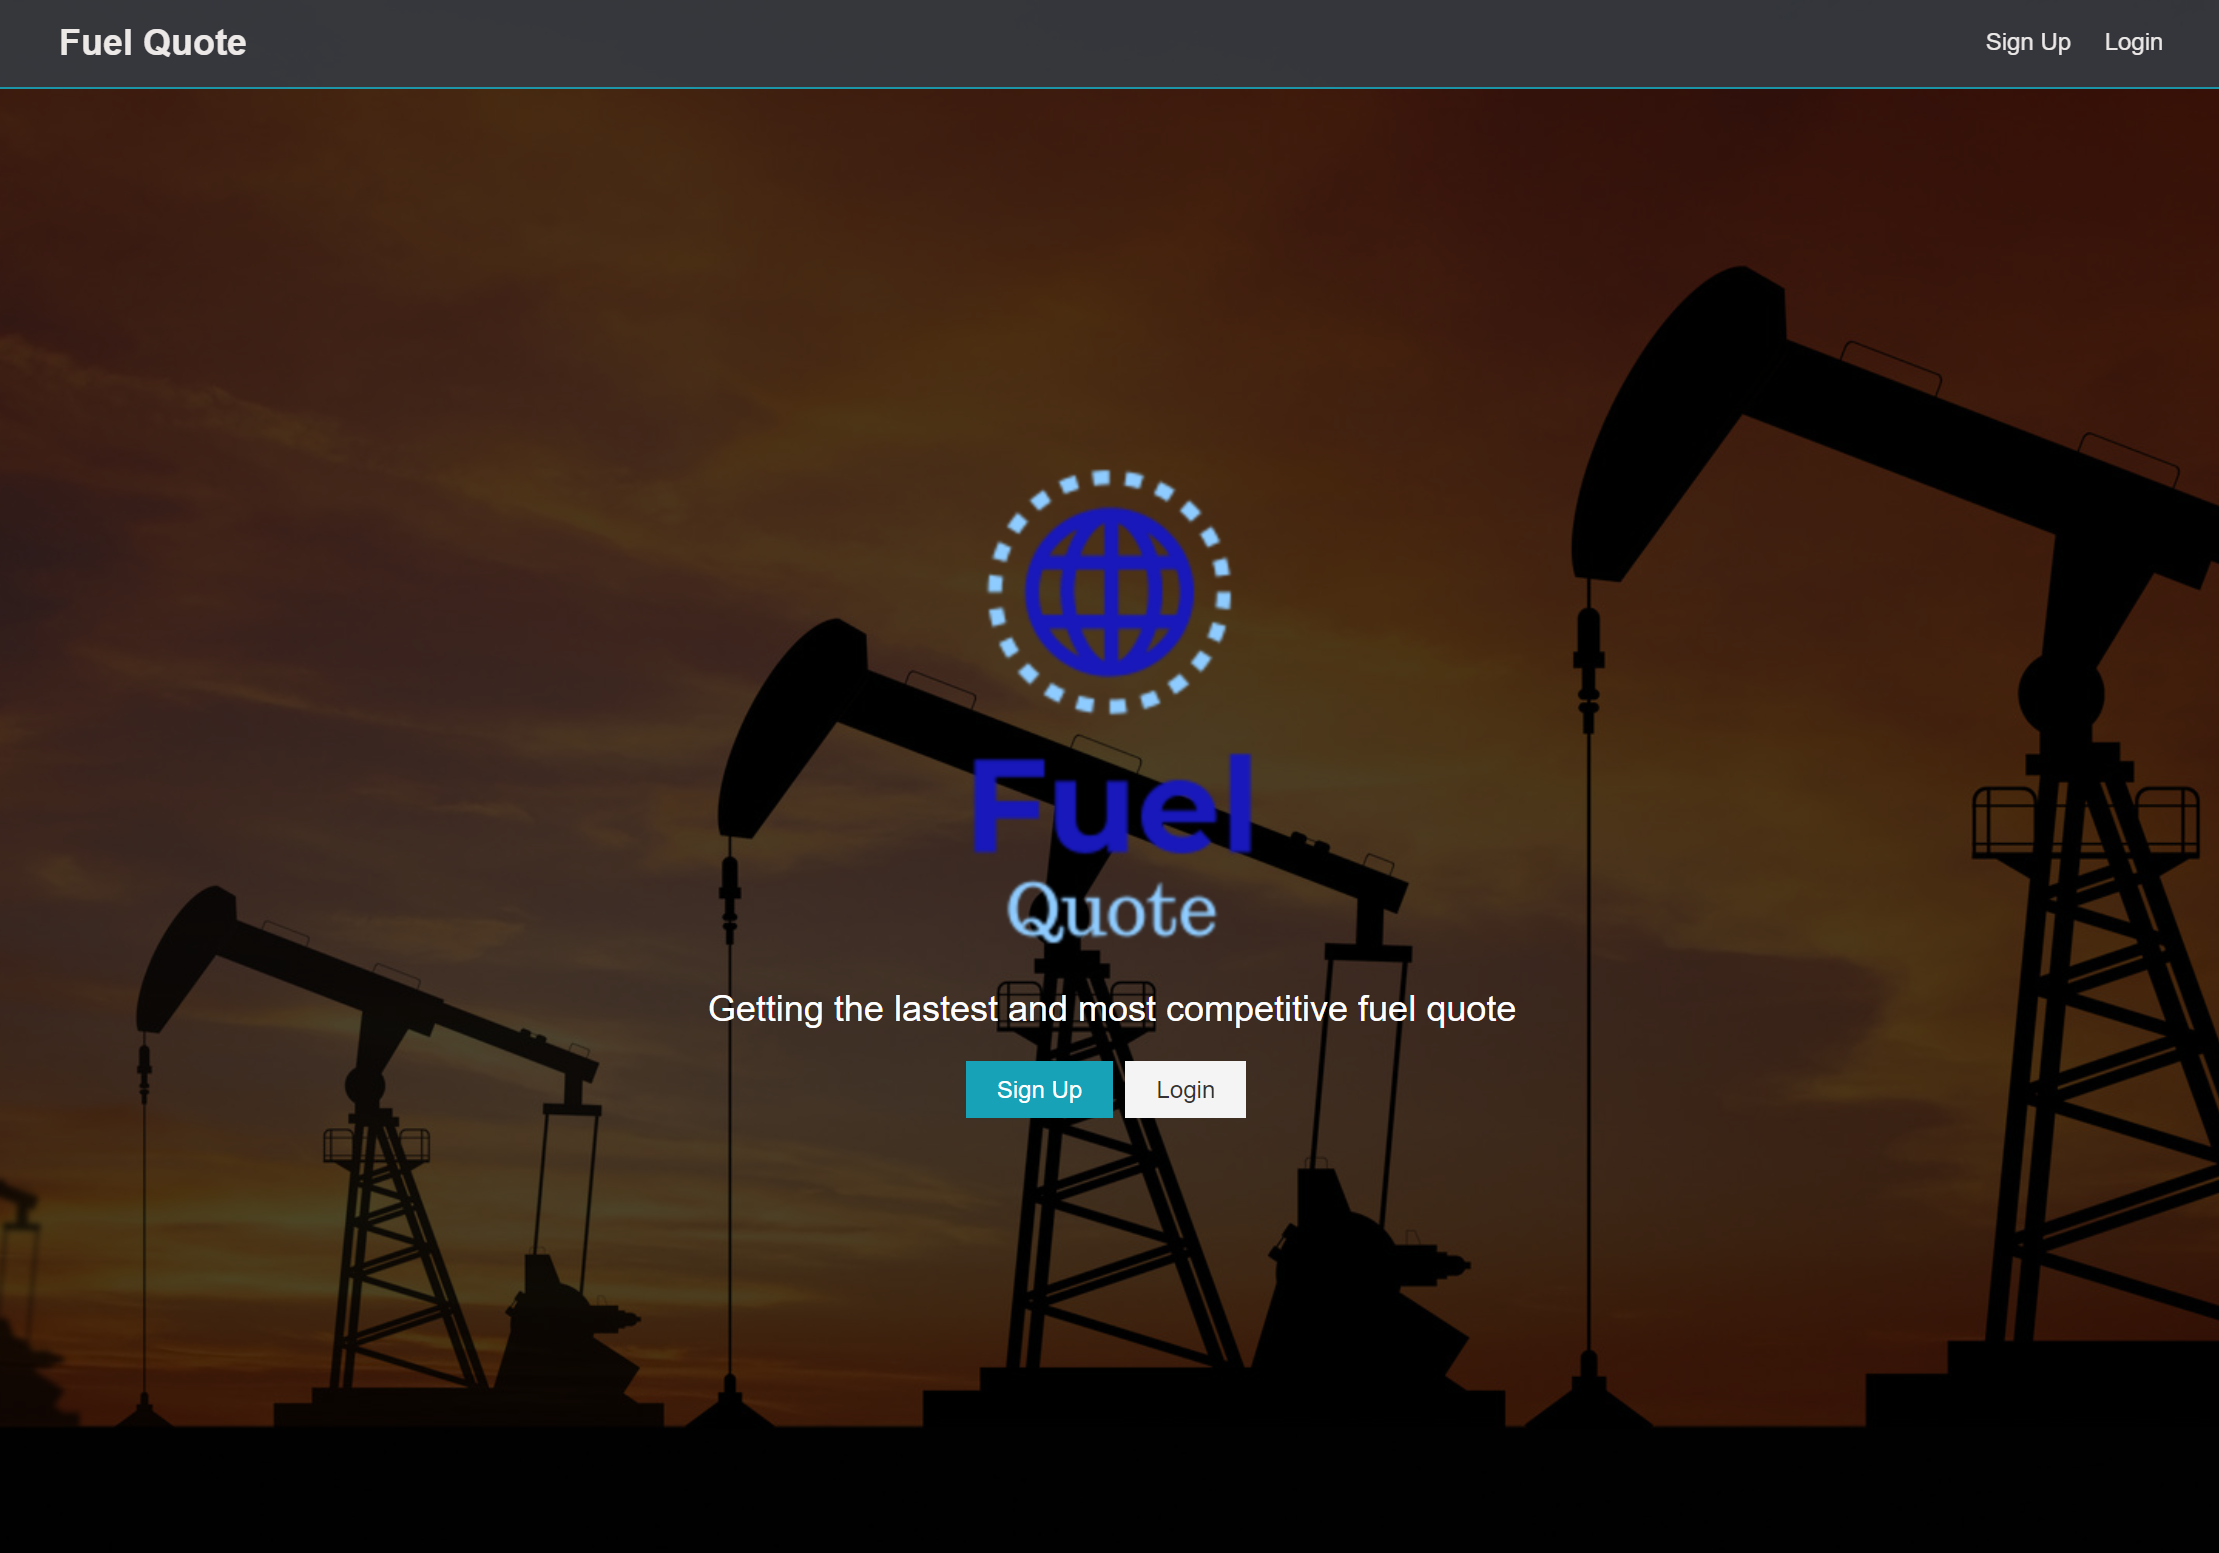 Fuel Quote
Sign Up
Login
Fuel
Quote
Getting the lastest and most competitive fuel quote
Sign Up
Login